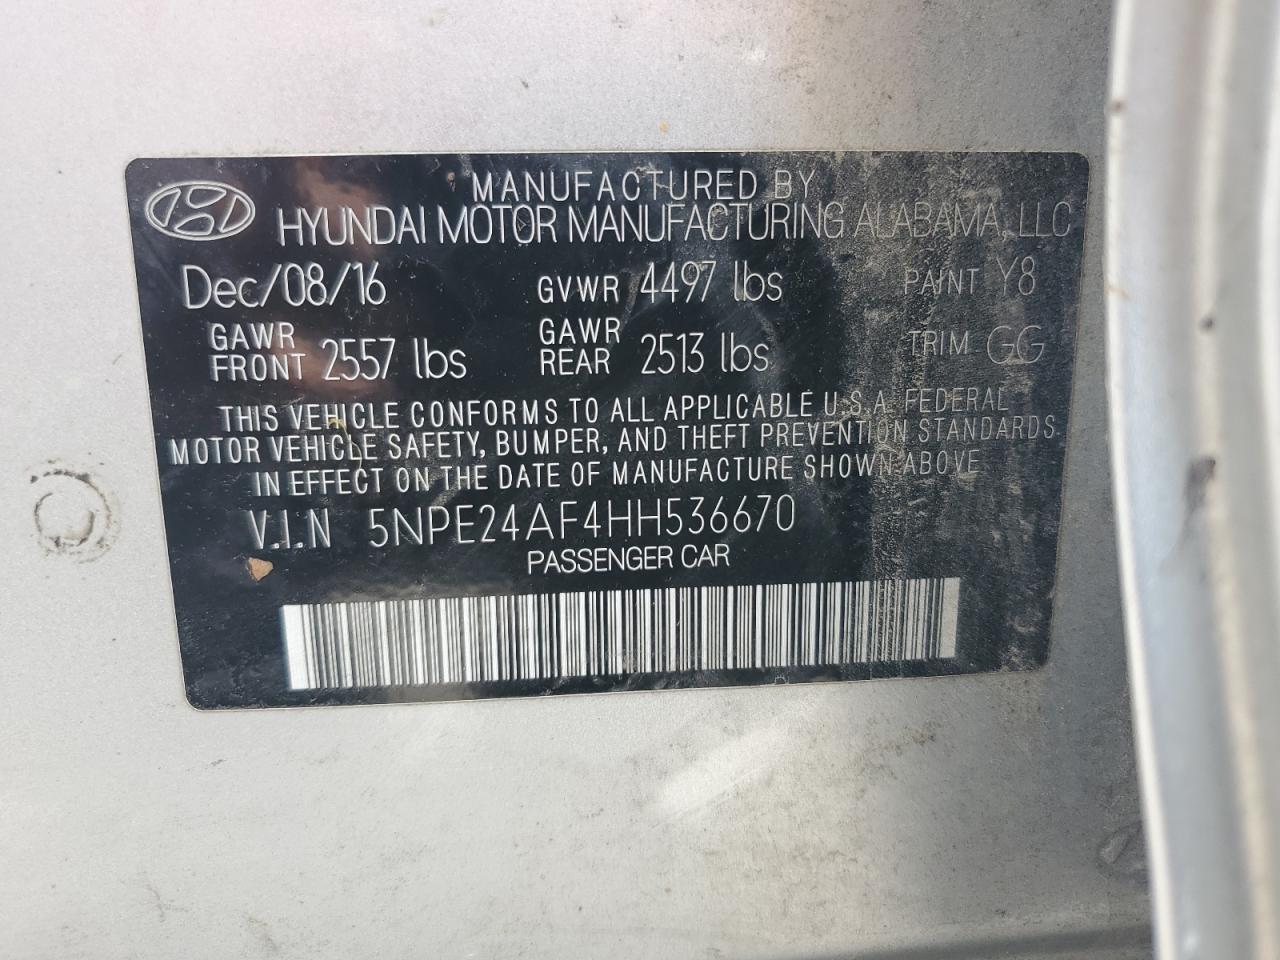 MANUFACTURED BY
HYUNDAI MOTOR MANUFACTURING ALABAMA, LLC
Dec/08/16 GVWR 4497 lbs PAINT Y8
GAWR FRONT 2557 lbs GAWR REAR 2513 lbs TRIM GG
THIS VEHICLE CONFORMS TO ALL APPLICABLE U.S.A. FEDERAL
MOTOR VEHICLE SAFETY, BUMPER, AND THEFT PREVENTION STANDARDS
IN EFFECT ON THE DATE OF MANUFACTURE SHOWN ABOVE
V.I.N 5NPE24AF4HH536670
PASSENGER CAR